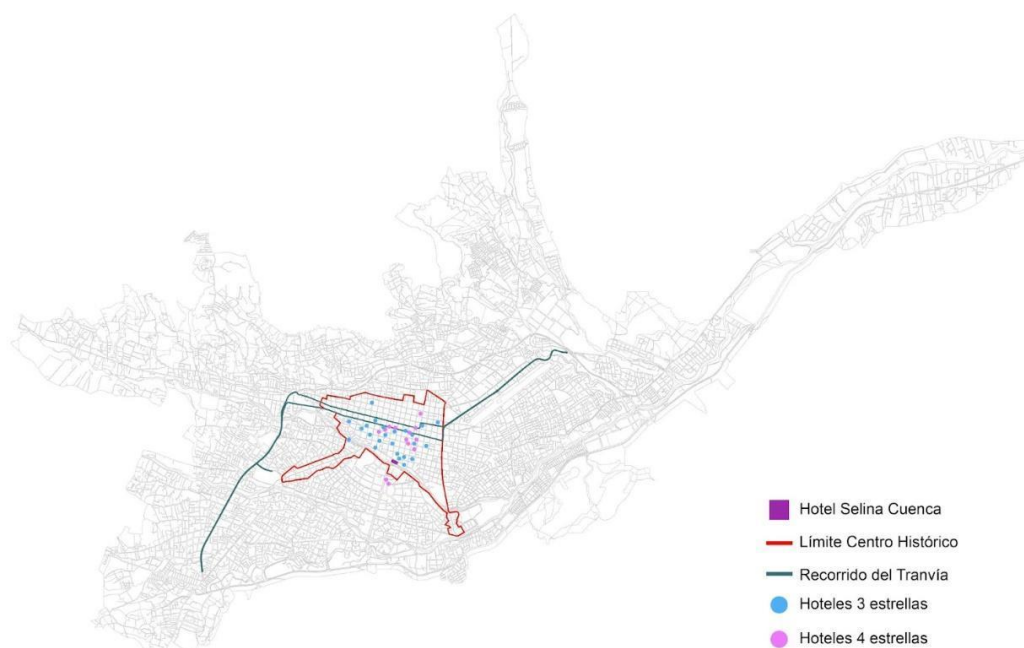 Hotel Selina Cuenca
Límite Centro Histórico
Recorrido del Tranvía
Hoteles 3 estrellas
Hoteles 4 estrellas